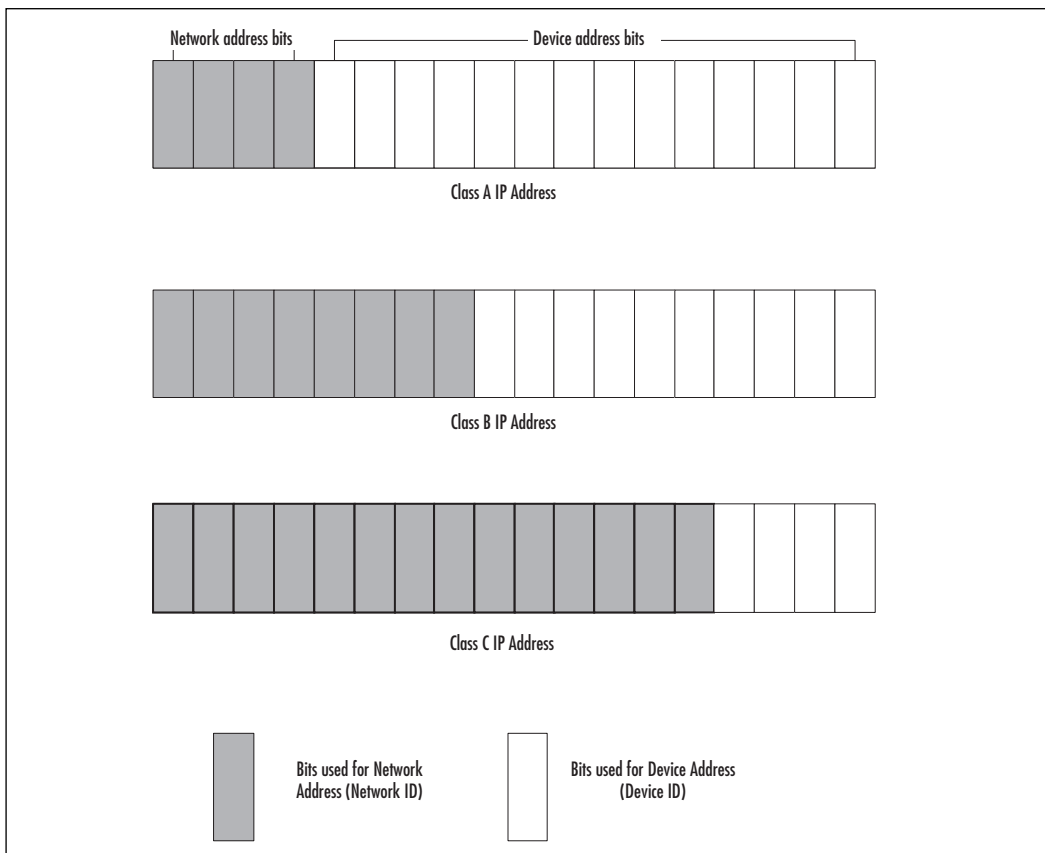 Network address bits
Device address bits
Class A IP Address
Class B IP Address
Class C IP Address
Bits used for Network
Address (Network ID)
Bits used for Device Address
(Device ID)